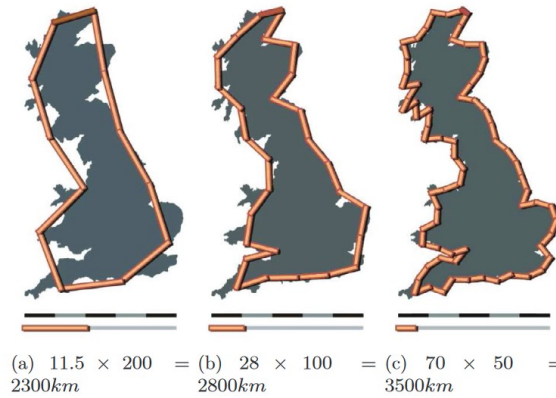 (a) 11.5 × 200 =
2300km
(b) 28 × 100 =
2800km
(c) 70 × 50 =
3500km